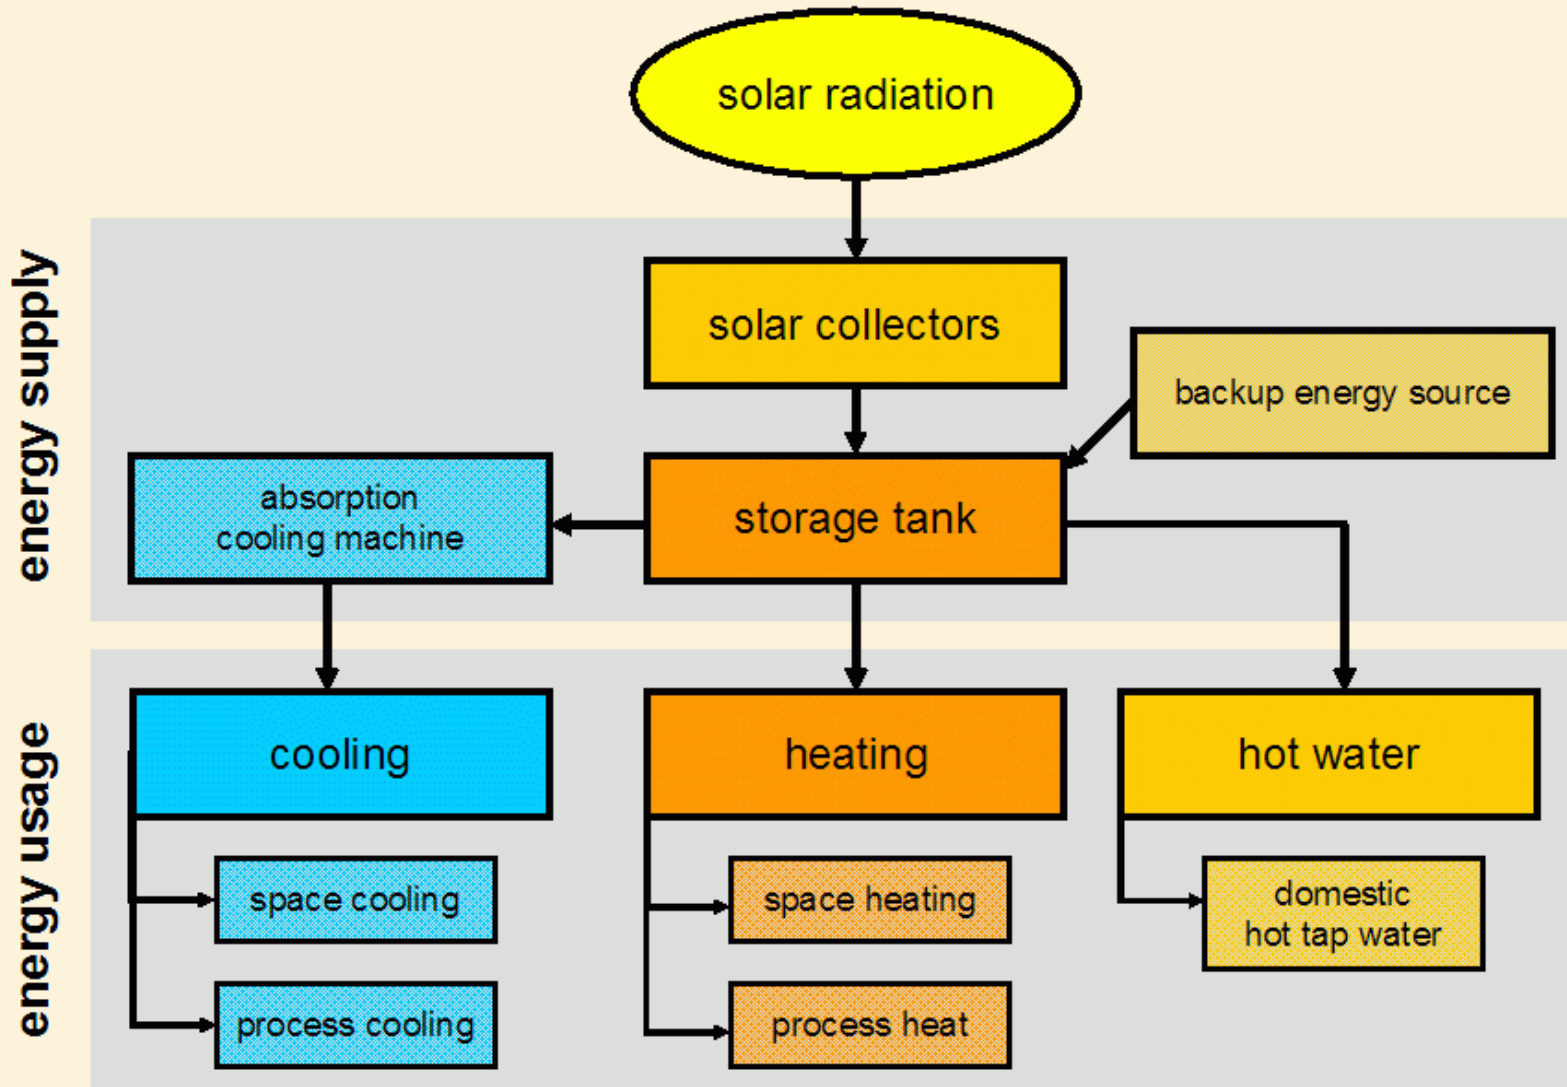 solar radiation
energy supply
solar collectors
backup energy source
absorption
cooling machine
storage tank
energy usage
cooling
heating
hot water
space cooling
space heating
domestic
hot tap water
process cooling
process heat